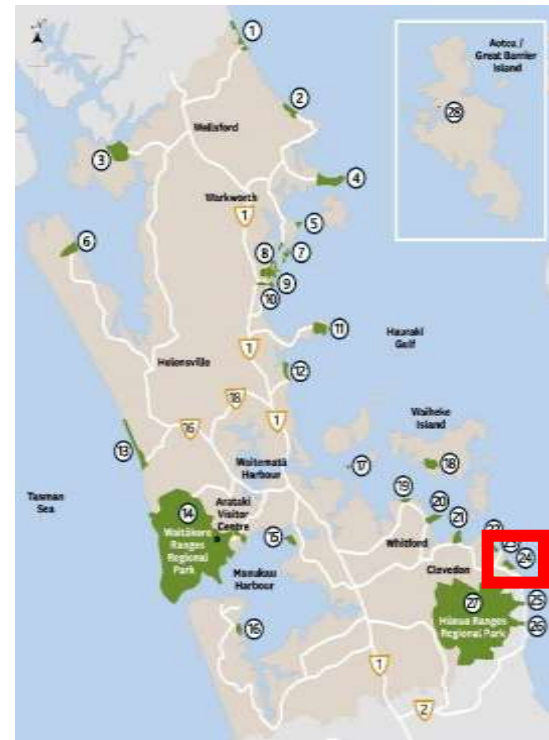 1
Aotea /
Great Barrier
Island
2
28
Wellsford
3
4
Warkworth
1
5
6
8
7
9
10
11
Hauraki
Gulf
1
Helensville
12
18
16
1
Waiheke
Island
13
Waitematā
Harbour
17
18
Tasman
Sea
19
14
Arataki
Visitor
Centre
20
21
Waitākere
Ranges
Regional
Park
15
Whitford
22
23
24
Manukau
Harbour
Clevedon
27
25
Hūnua Ranges
Regional Park
26
16
1
2